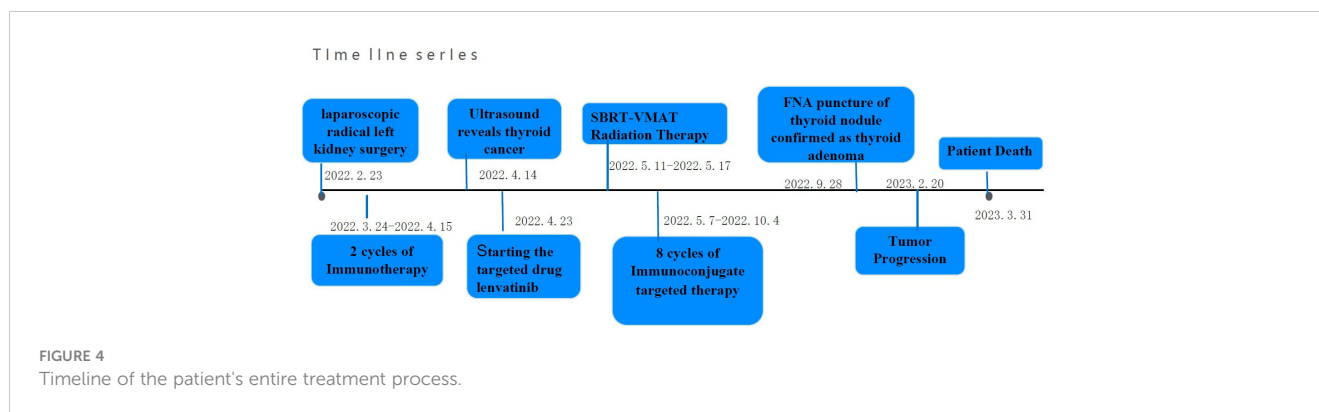 TIme lIne serIes
laparoscopic
radical left
kidney surgery
2022. 2. 23
Ultrasound
reveals thyroid
cancer
2022. 4. 14
SBRT-VMAT
Radiation Therapy
2022. 5. 11-2022. 5. 17
FNA puncture of
thyroid nodule
confirmed as thyroid
adenoma
2022. 9. 28
2023. 2. 20
Patient Death
2023. 3. 31
2022. 3. 24-2022. 4. 15
2 cycles of
Immunotherapy
2022. 4. 23
Starting the
targeted drug
lenvatinib
2022. 5. 7-2022. 10. 4
8 cycles of
Immunoconjugate
targeted therapy
Tumor
Progression
FIGURE 4
Timeline of the patient's entire treatment process.